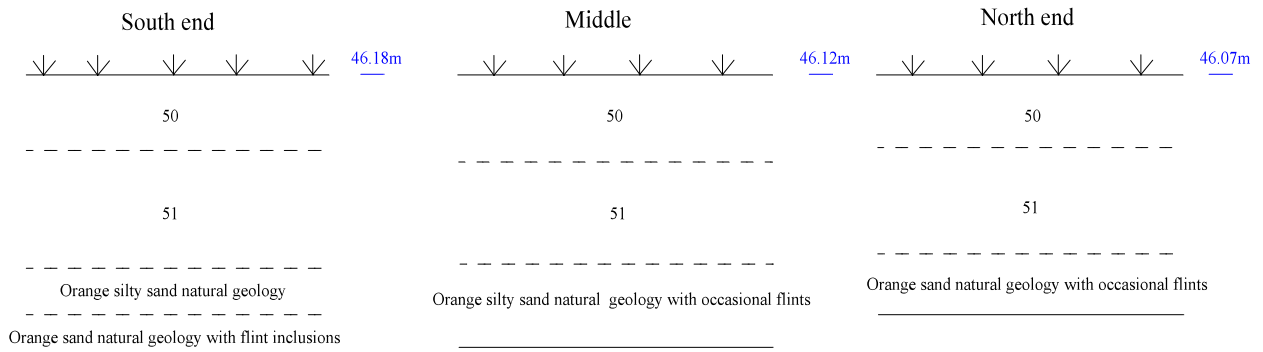 South end
46.18m
50
51
Orange silty sand natural geology
Orange sand natural geology with flint inclusions
Middle
46.12m
50
51
Orange silty sand natural geology with occasional flints
North end
46.07m
50
51
Orange sand natural geology with occasional flints